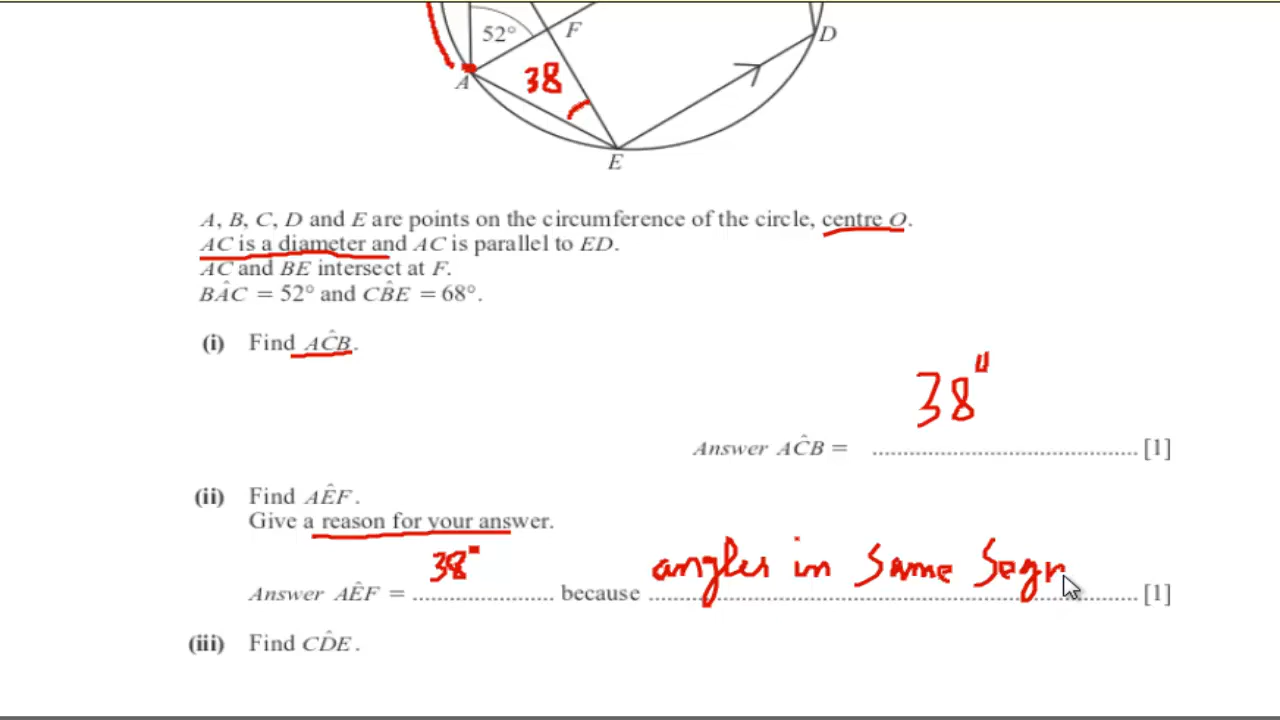 52°
F
D
38
A
E
A, B, C, D and E are points on the circumference of the circle, centre O.
AC is a diameter and AC is parallel to ED.
AC and BE intersect at F.
BÂC = 52° and CB̂E = 68°.
(i) Find AĈB.
38°
Answer AĈB = ........................................ [1]
(ii) Find AÊF.
Give a reason for your answer.
38° angles in same Segm
Answer AÊF = ..................... because ........................................................................ [1]
(iii) Find CD̂E.